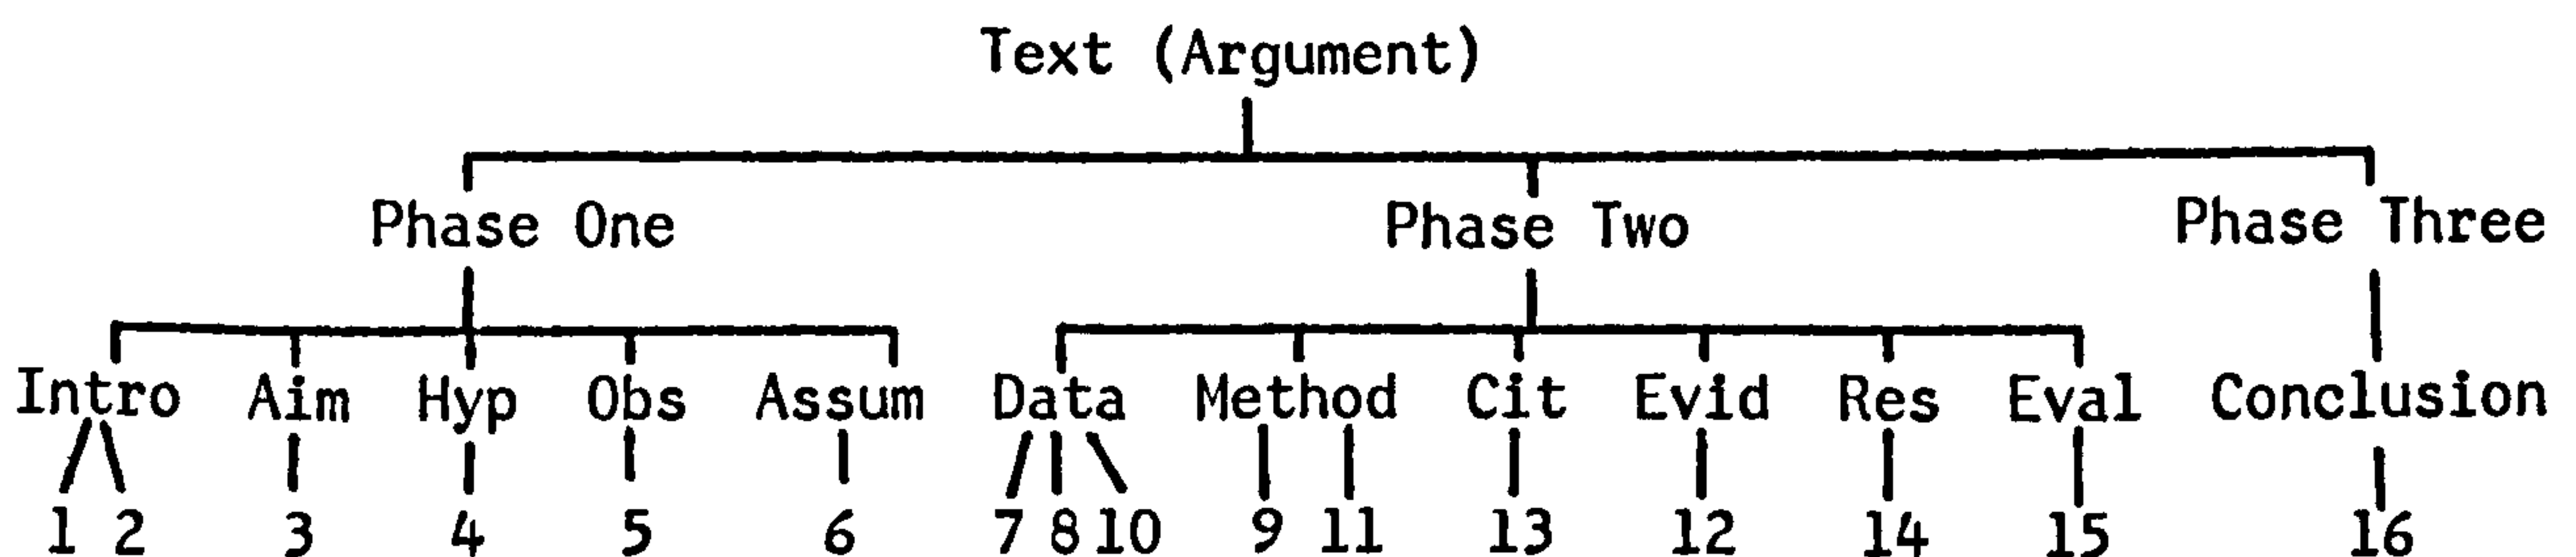 Text (Argument)
Phase One Phase Two Phase Three
Intro Aim Hyp Obs Assum Data Method Cit Evid Res Eval Conclusion
1 2 3 4 5 6 7 8 10 9 11 13 12 14 15 16